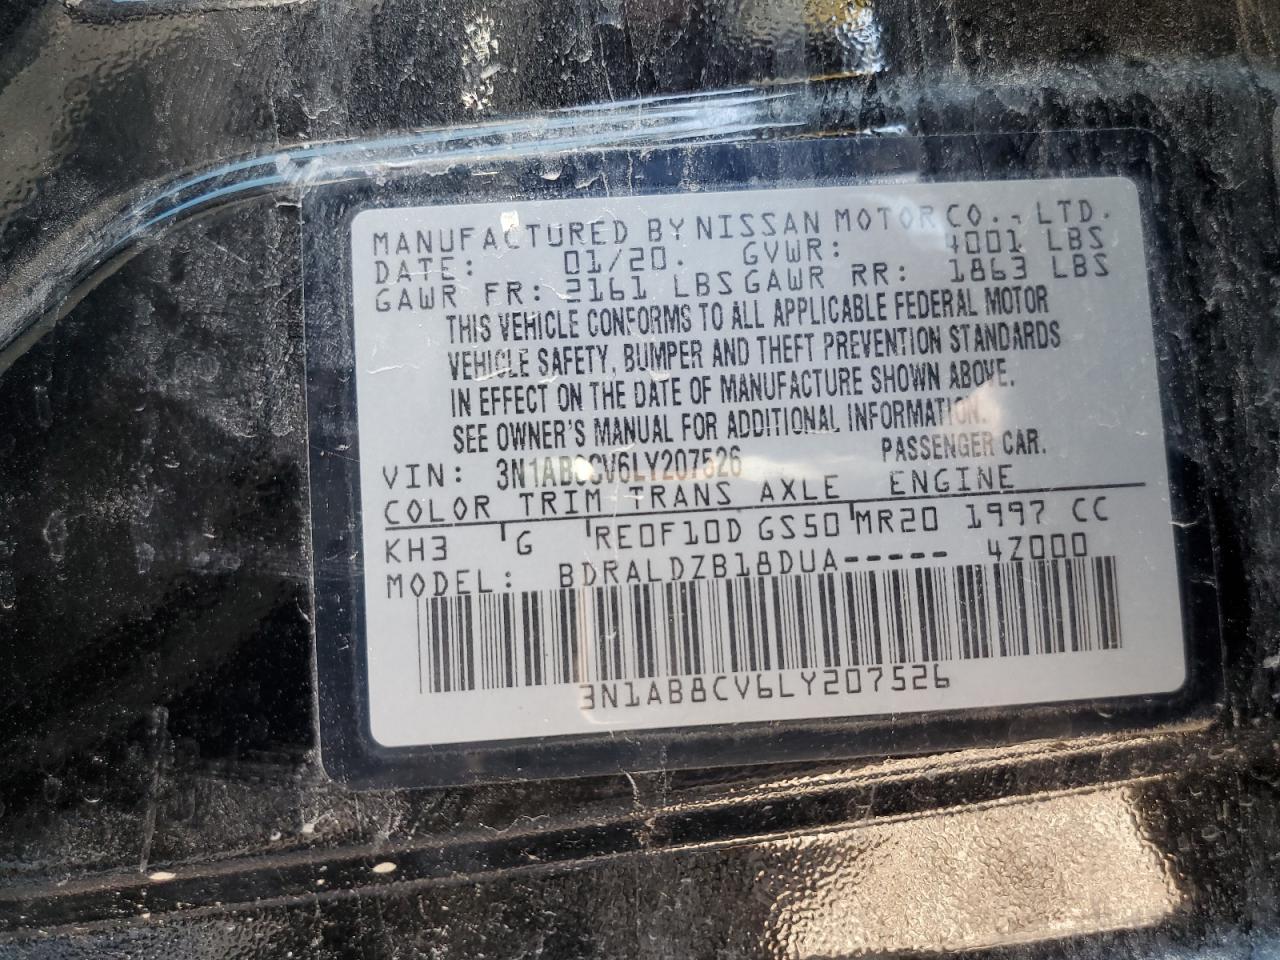 MANUFACTURED BY NISSAN MOTOR CO., LTD.
DATE: 01/20. GVWR: 4001 LBS
GAWR FR: 2161 LBS GAWR RR: 1863 LBS
THIS VEHICLE CONFORMS TO ALL APPLICABLE FEDERAL MOTOR
VEHICLE SAFETY, BUMPER AND THEFT PREVENTION STANDARDS
IN EFFECT ON THE DATE OF MANUFACTURE SHOWN ABOVE.
SEE OWNER'S MANUAL FOR ADDITIONAL INFORMATION.
VIN: 3N1AB8CV6LY207526 PASSENGER CAR.
COLOR TRIM TRANS AXLE ENGINE
KH3 G RE0F10D GS50 MR20 1997 CC
MODEL: BDRALDZB18DUA----- 4Z000
3N1AB8CV6LY207526